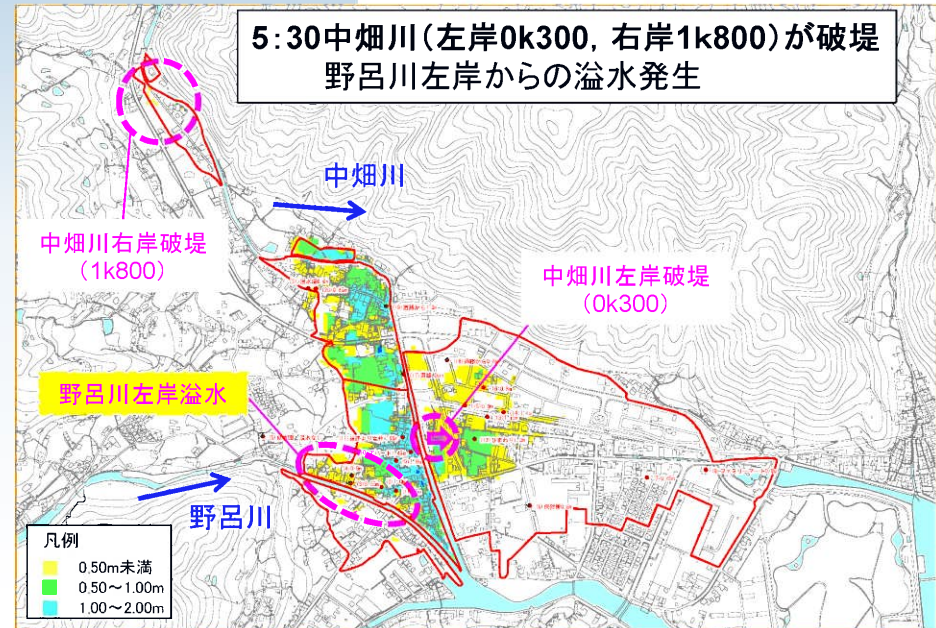 5:30中畑川(左岸0k300, 右岸1k800)が破堤
野呂川左岸からの溢水発生
中畑川
中畑川右岸破堤
(1k800)
中畑川左岸破堤
(0k300)
野呂川左岸溢水
野呂川
凡例
0.50m未満
0.50～1.00m
1.00～2.00m